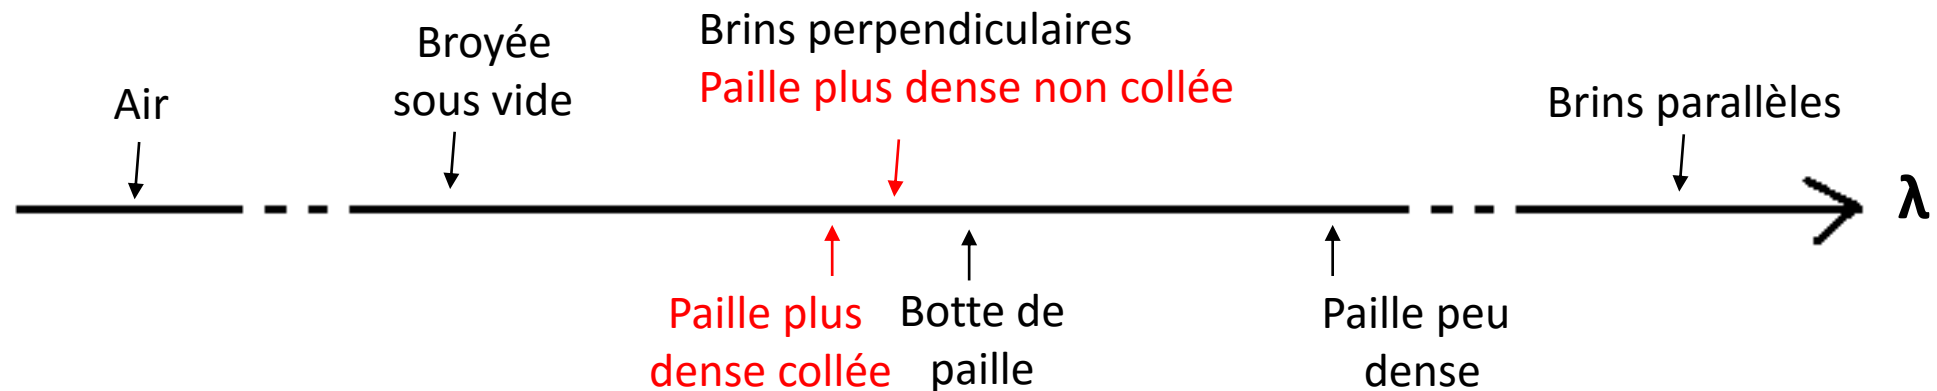 Air
Broyée
sous vide
Brins perpendiculaires
Paille plus dense non collée
Brins parallèles
λ
Paille plus
dense collée
Botte de
paille
Paille peu
dense